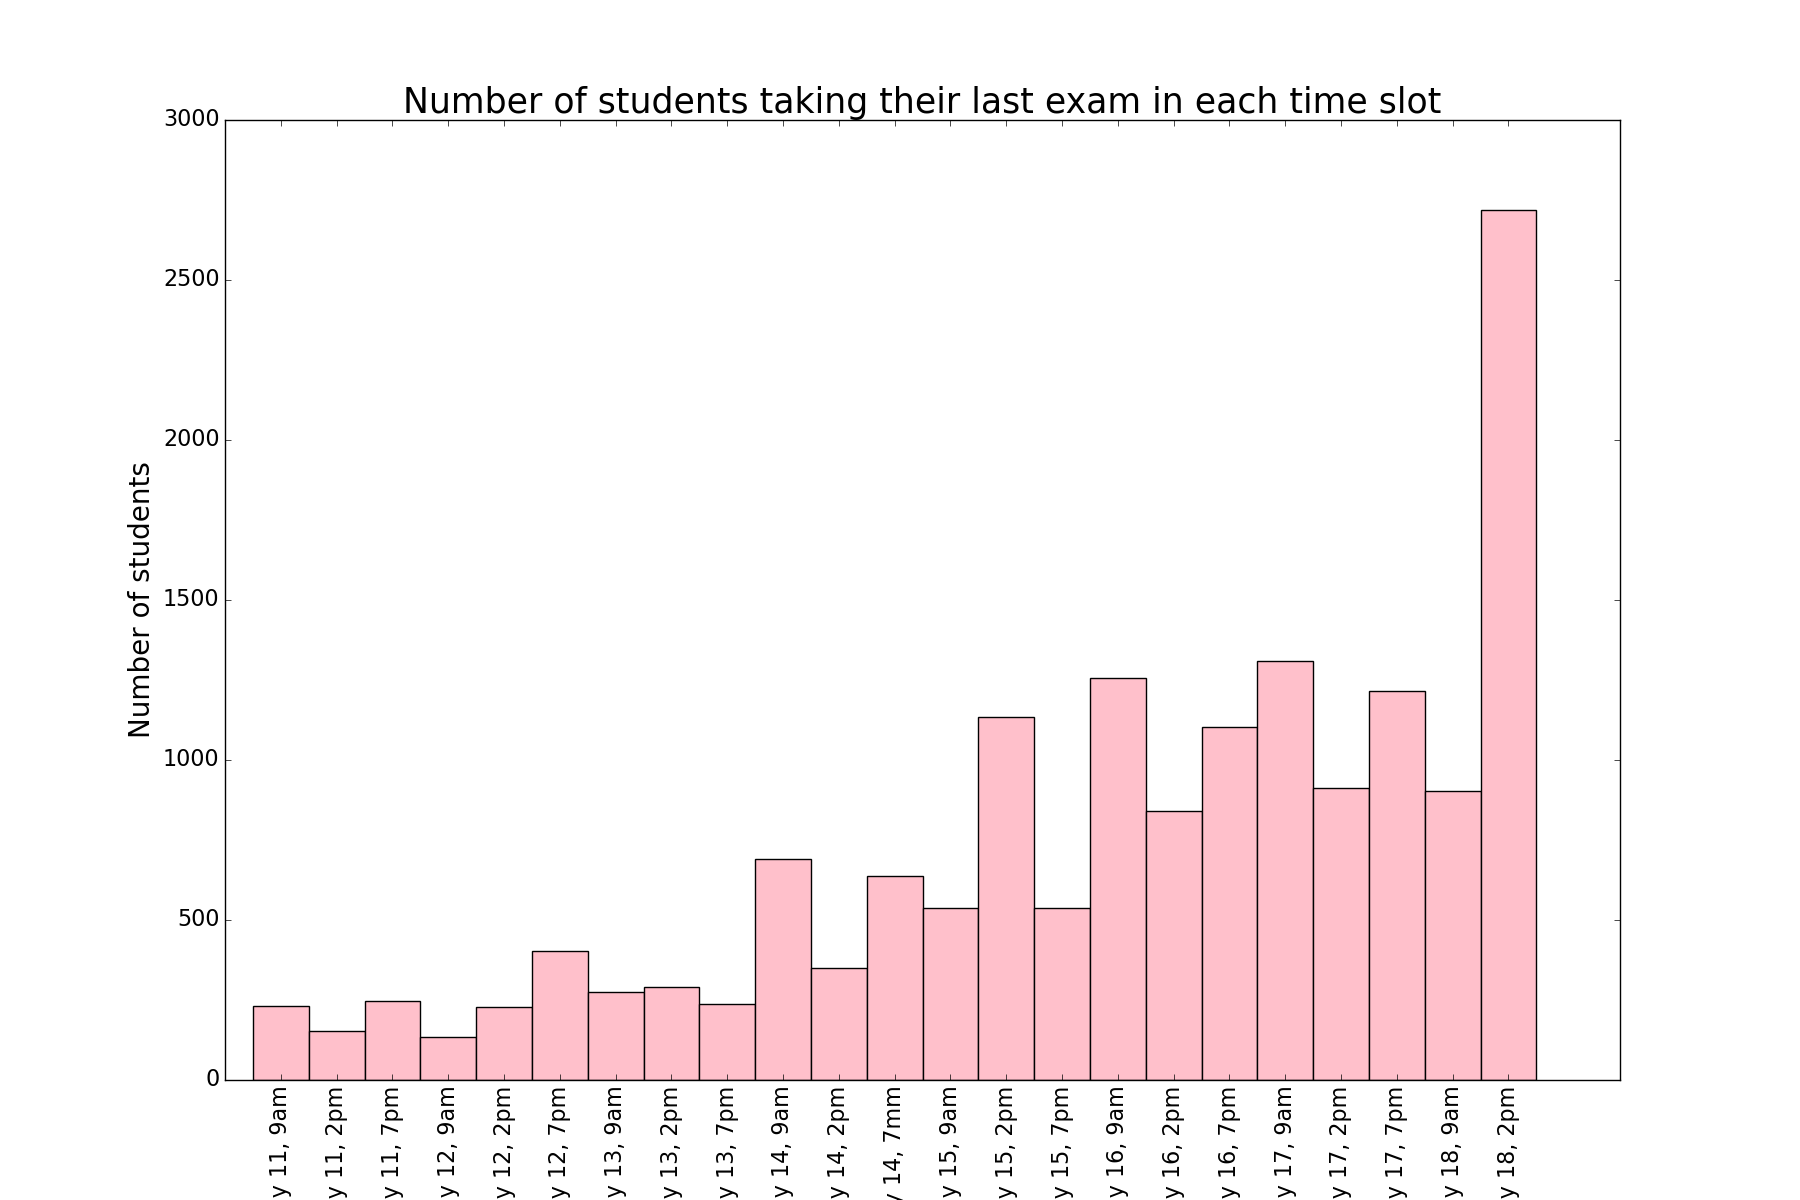 Number of students taking their last exam in each time slot
3000
2500
2000
1500
1000
500
0
Number of students
y 11, 9am
y 11, 2pm
y 11, 7pm
y 12, 9am
y 12, 2pm
y 12, 7pm
y 13, 9am
y 13, 2pm
y 13, 7pm
y 14, 9am
y 14, 2pm
y 14, 7mm
y 15, 9am
y 15, 2pm
y 15, 7pm
y 16, 9am
y 16, 2pm
y 16, 7pm
y 17, 9am
y 17, 2pm
y 17, 7pm
y 18, 9am
y 18, 2pm